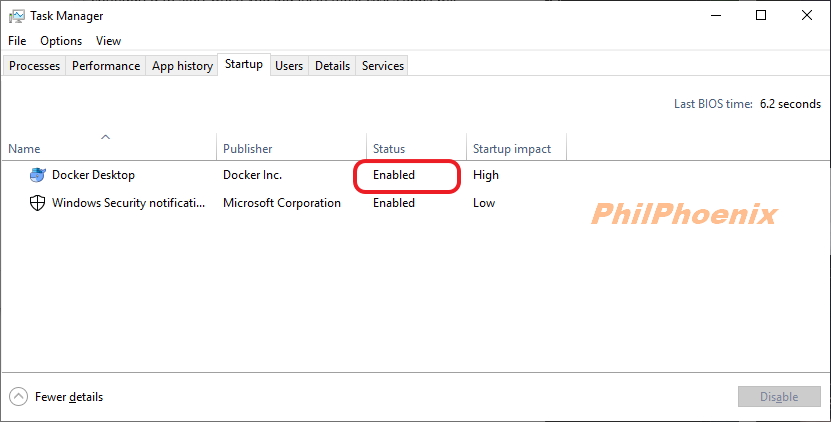 Task Manager
File Options View
Processes Performance App history Startup Users Details Services
Last BIOS time: 6.2 seconds
Name Publisher Status Startup impact
Docker Desktop Docker Inc. Enabled High
Windows Security notificati... Microsoft Corporation Enabled Low
PhilPhoenix
Fewer details Disable